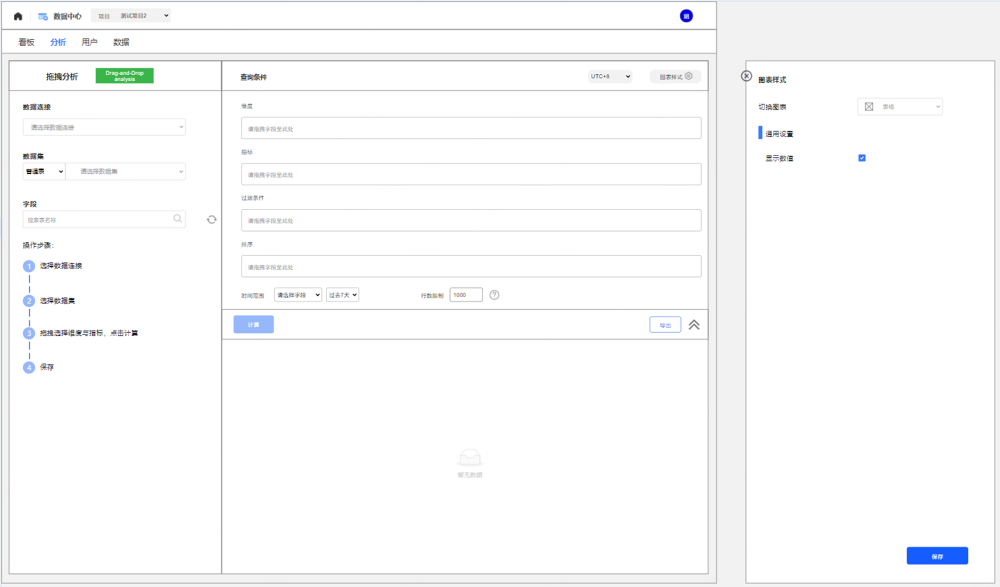 数据中心
项目 测试项目2
胡
看板 分析 用户 数据
拖拽分析
Drag-and-Drop
analysis
数据连接
请选择数据连接
数据集
普通表 请选择数据集
字段
搜索表名称
操作步骤：
1 选择数据连接
2 选择数据集
3 拖拽选择维度与指标，点击计算
4 保存
查询条件
UTC+8
图表样式
维度
请拖拽字段至此处
指标
请拖拽字段至此处
过滤条件
请拖拽字段至此处
排序
请拖拽字段至此处
时间范围 请选择字段 过去7天 行数限制 1000 ?
计算
导出
暂无数据
图表样式
切换图表 表格
通用设置
显示数值
保存